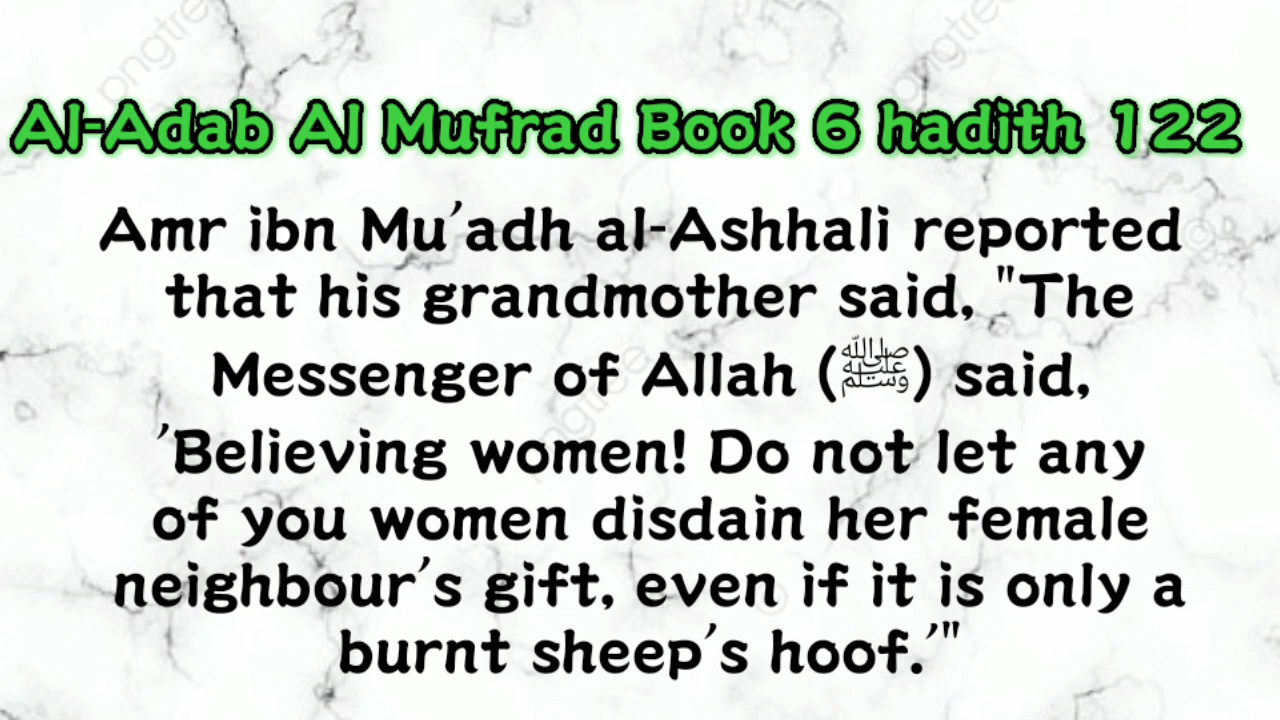 Al-Adab Al Mufrad Book 6 hadith 122
Amr ibn Mu'adh al-Ashhali reported
that his grandmother said, "The
Messenger of Allah (ﷺ) said,
'Believing women! Do not let any
of you women disdain her female
neighbour's gift, even if it is only a
burnt sheep's hoof.'"